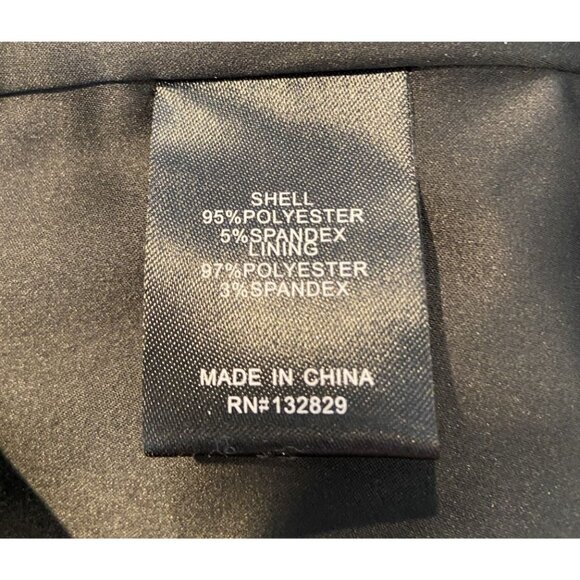 SHELL
95%POLYESTER
5%SPANDEX
LINING
97%POLYESTER
3%SPANDEX
MADE IN CHINA
RN#132829